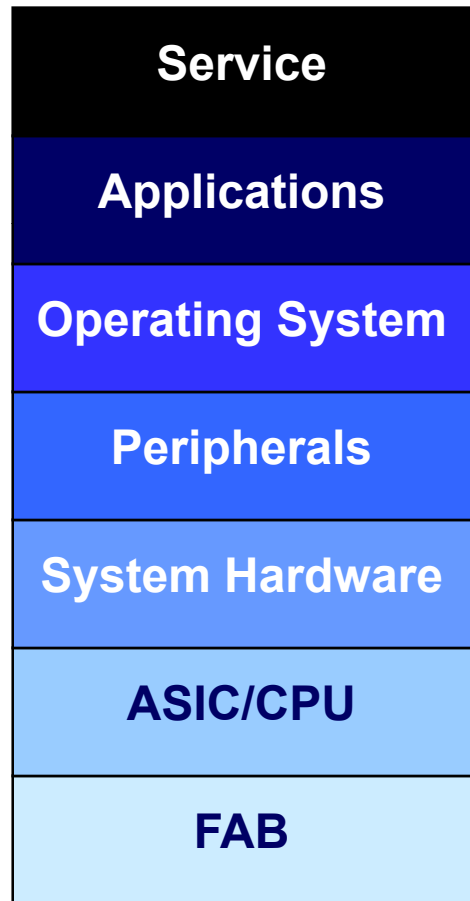 Service
Applications
Operating System
Peripherals
System Hardware
ASIC/CPU
FAB